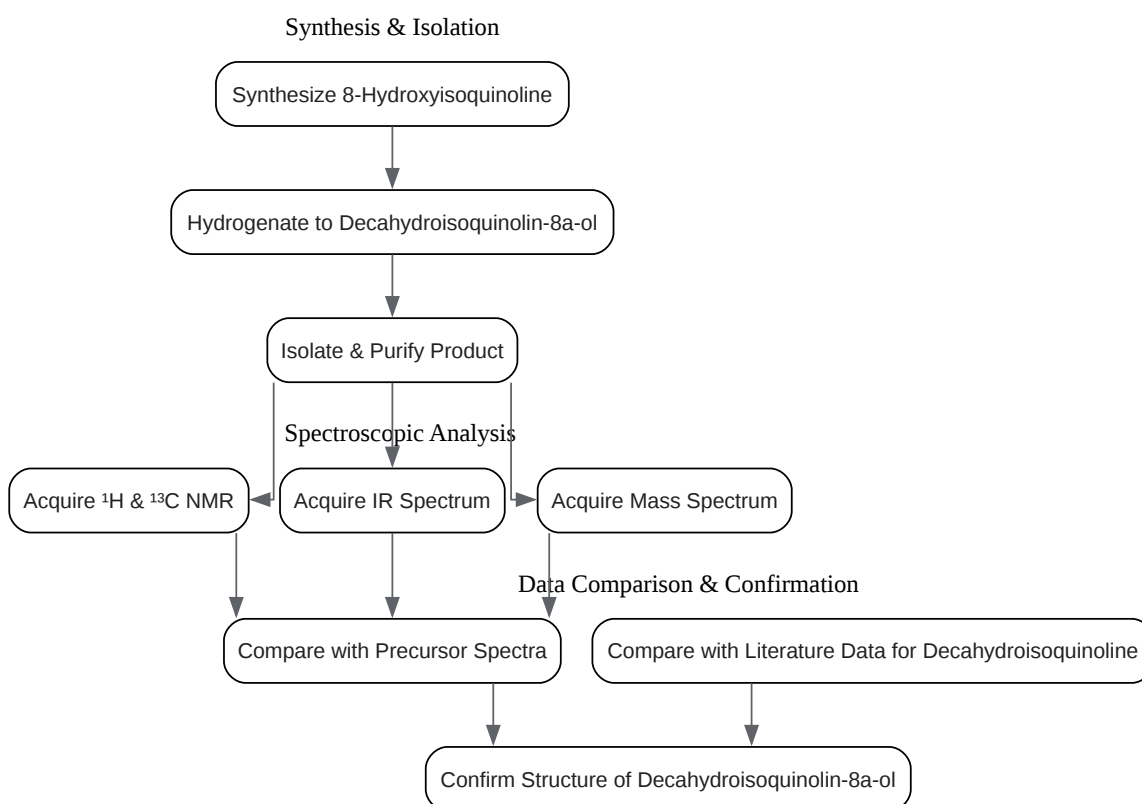 Synthesis & Isolation
Synthesize 8-Hydroxyisoquinoline
Hydrogenate to Decahydroisoquinolin-8a-ol
Isolate & Purify Product
Spectroscopic Analysis
Acquire ¹H & ¹³C NMR
Acquire IR Spectrum
Acquire Mass Spectrum
Data Comparison & Confirmation
Compare with Precursor Spectra
Compare with Literature Data for Decahydroisoquinoline
Confirm Structure of Decahydroisoquinolin-8a-ol